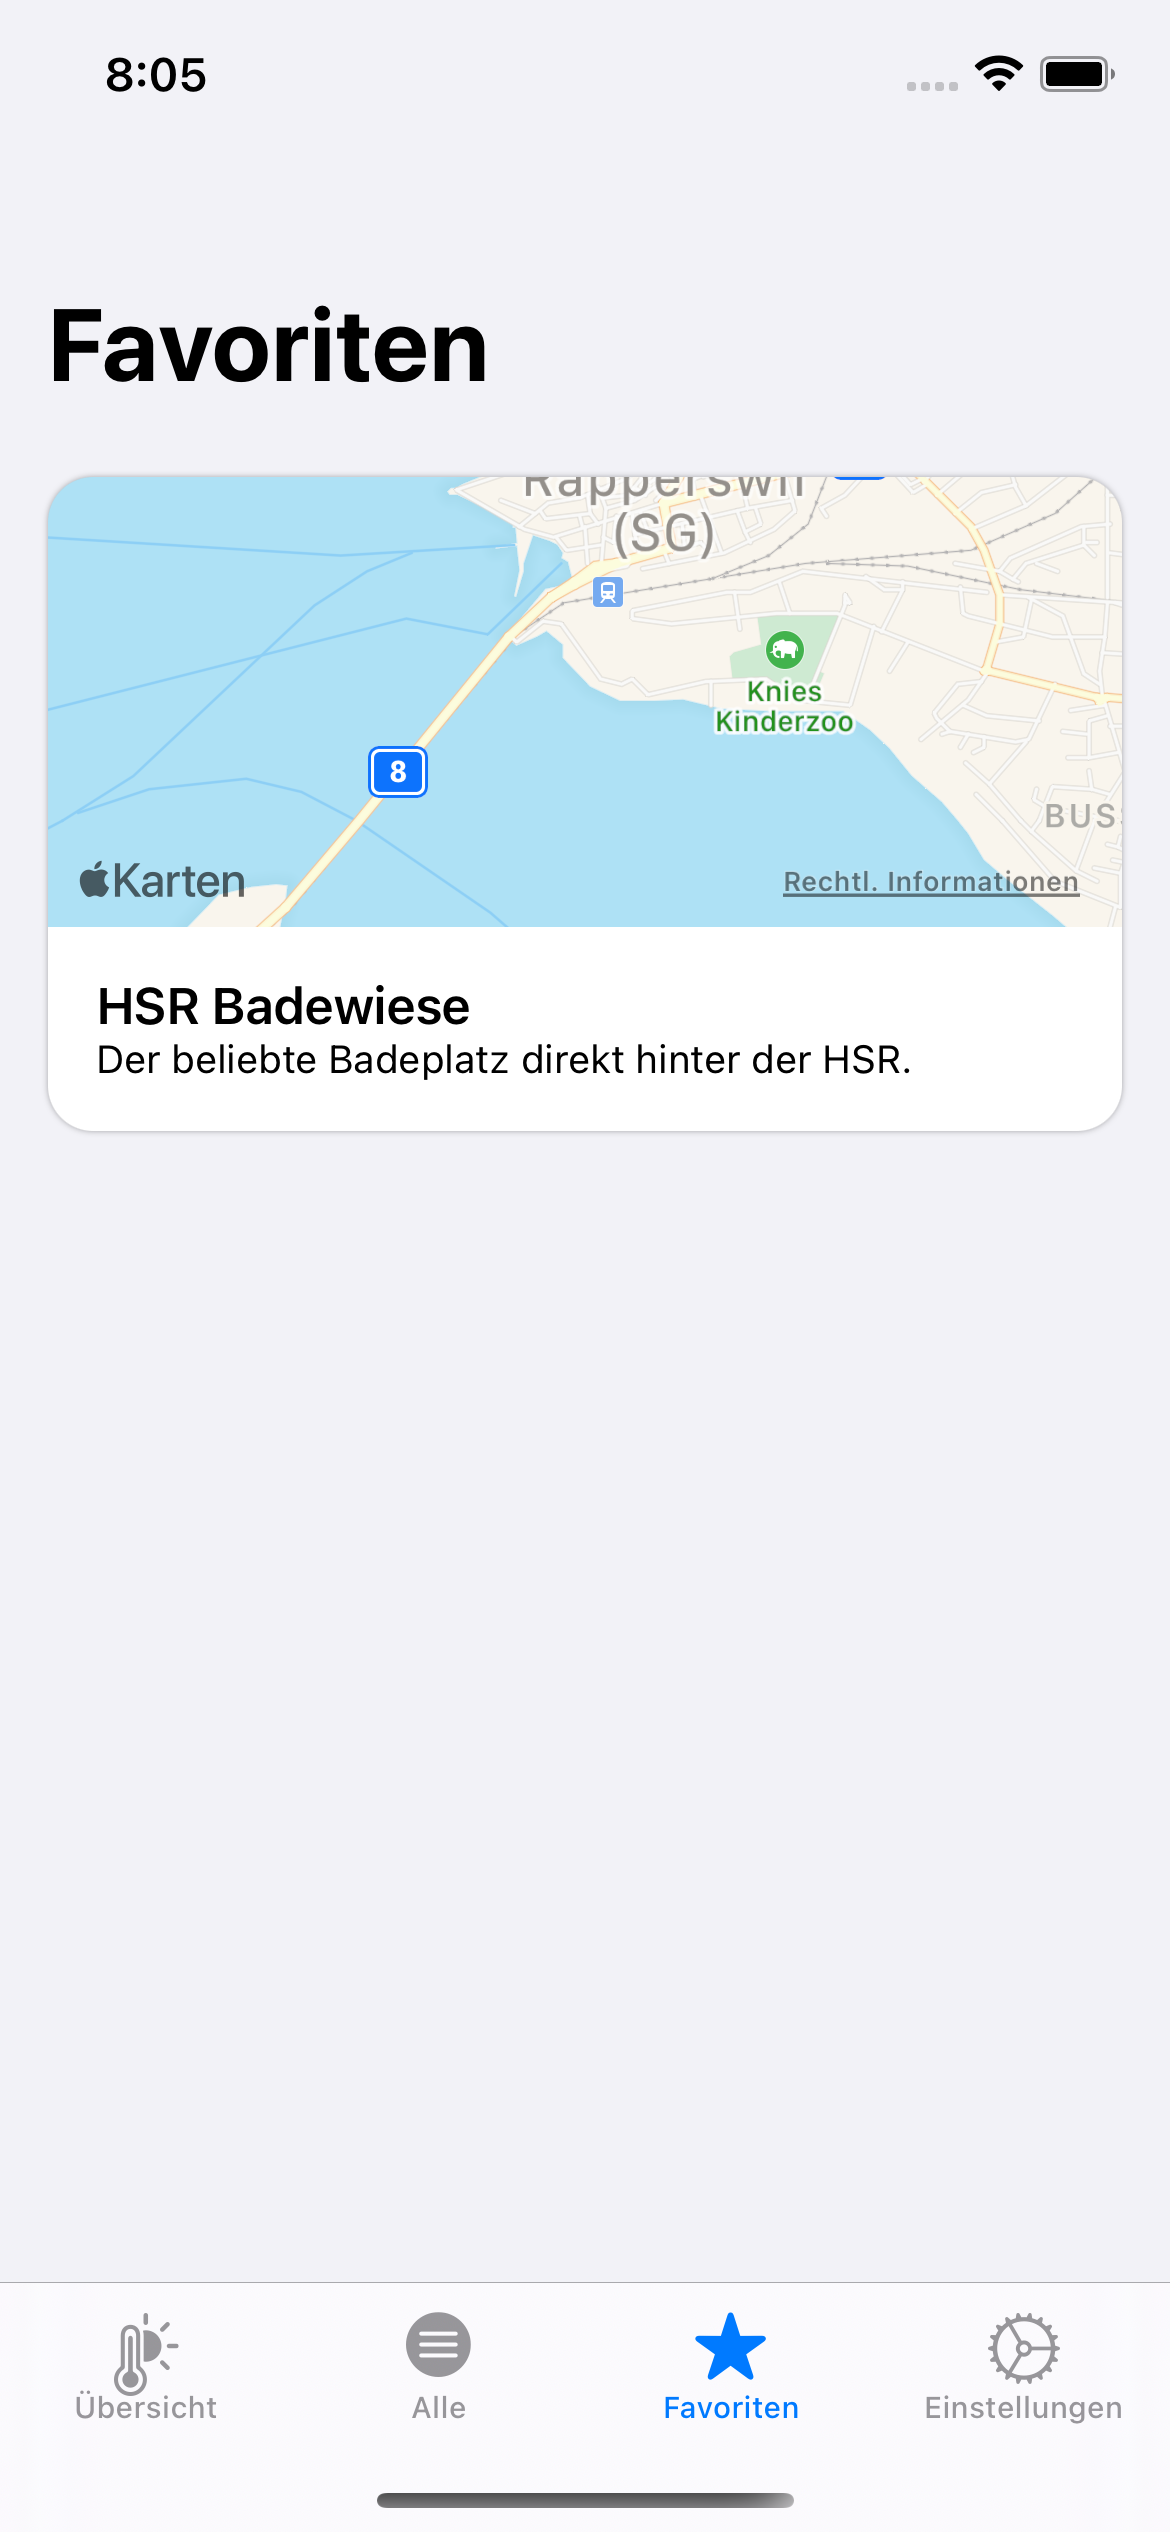 8:05
Favoriten
Rapperswil
(SG)
Knies
Kinderzoo
8
BUSS
Karten
Rechtl. Informationen
HSR Badewiese
Der beliebte Badeplatz direkt hinter der HSR.
Übersicht
Alle
Favoriten
Einstellungen